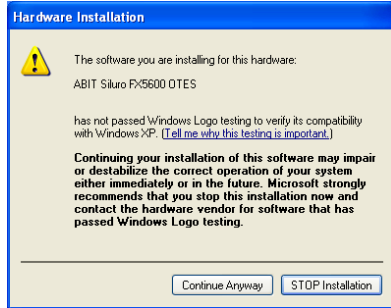 Hardware Installation
The software you are installing for this hardware:
ABIT Siluro FX5600 OTES
has not passed Windows Logo testing to verify its compatibility
with Windows XP. (Tell me why this testing is important.)
Continuing your installation of this software may impair
or destabilize the correct operation of your system
either immediately or in the future. Microsoft strongly
recommends that you stop this installation now and
contact the hardware vendor for software that has
passed Windows Logo testing.
Continue Anyway
STOP Installation